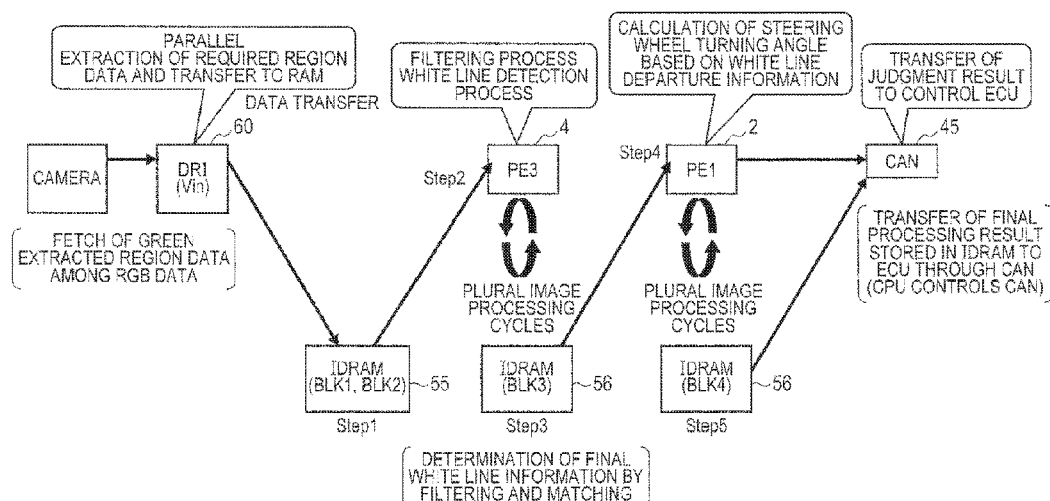 PARALLEL
EXTRACTION OF REQUIRED REGION
DATA AND TRANSFER TO RAM
DATA TRANSFER
FILTERING PROCESS
WHITE LINE DETECTION
PROCESS
CALCULATION OF STEERING
WHEEL TURNING ANGLE
BASED ON WHITE LINE
DEPARTURE INFORMATION
TRANSFER OF
JUDGMENT RESULT
TO CONTROL ECU
60
4
2
45
CAMERA
DRI
(Vin)
Step2
PE3
Step4
PE1
CAN
FETCH OF GREEN
EXTRACTED REGION DATA
AMONG RGB DATA
PLURAL IMAGE
PROCESSING
CYCLES
PLURAL IMAGE
PROCESSING
CYCLES
TRANSFER OF FINAL
PROCESSING RESULT
STORED IN IDRAM TO
ECU THROUGH CAN
(CPU CONTROLS CAN)
IDRAM
(BLK1, BLK2)
55
Step1
IDRAM
(BLK3)
56
Step3
IDRAM
(BLK4)
56
Step5
DETERMINATION OF FINAL
WHITE LINE INFORMATION BY
FILTERING AND MATCHING